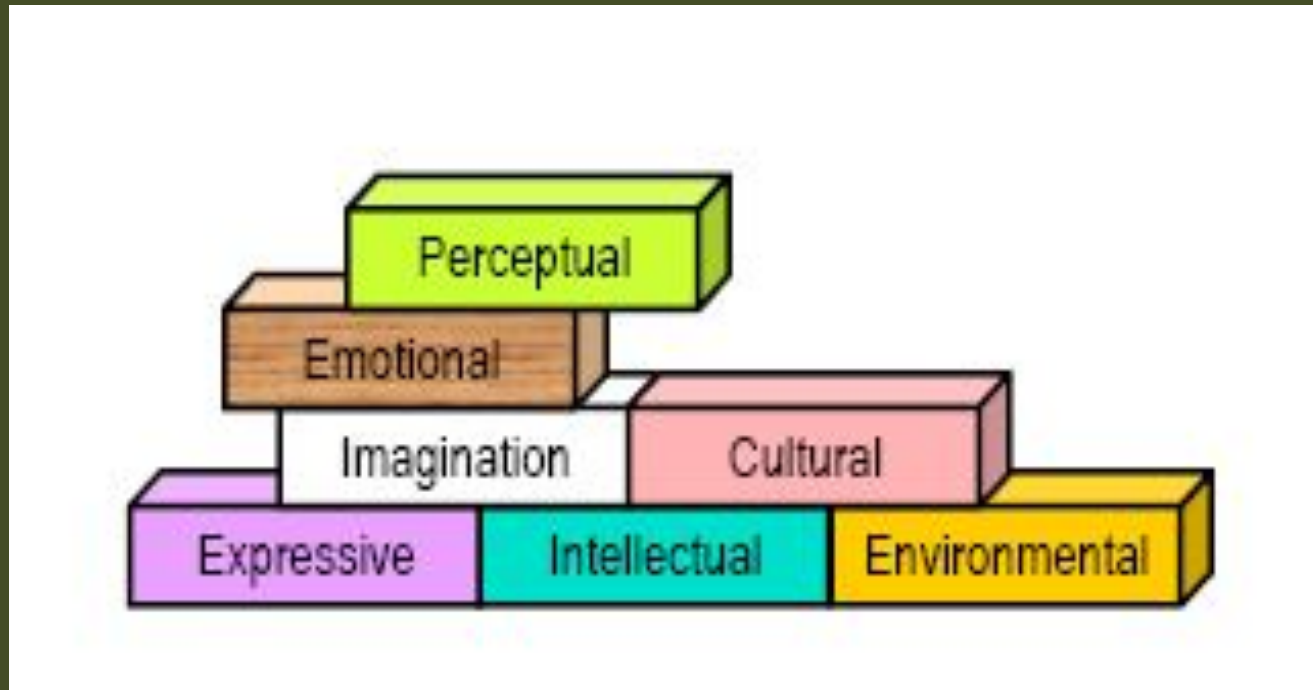 Perceptual
Emotional
Imagination Cultural
Expressive Intellectual Environmental